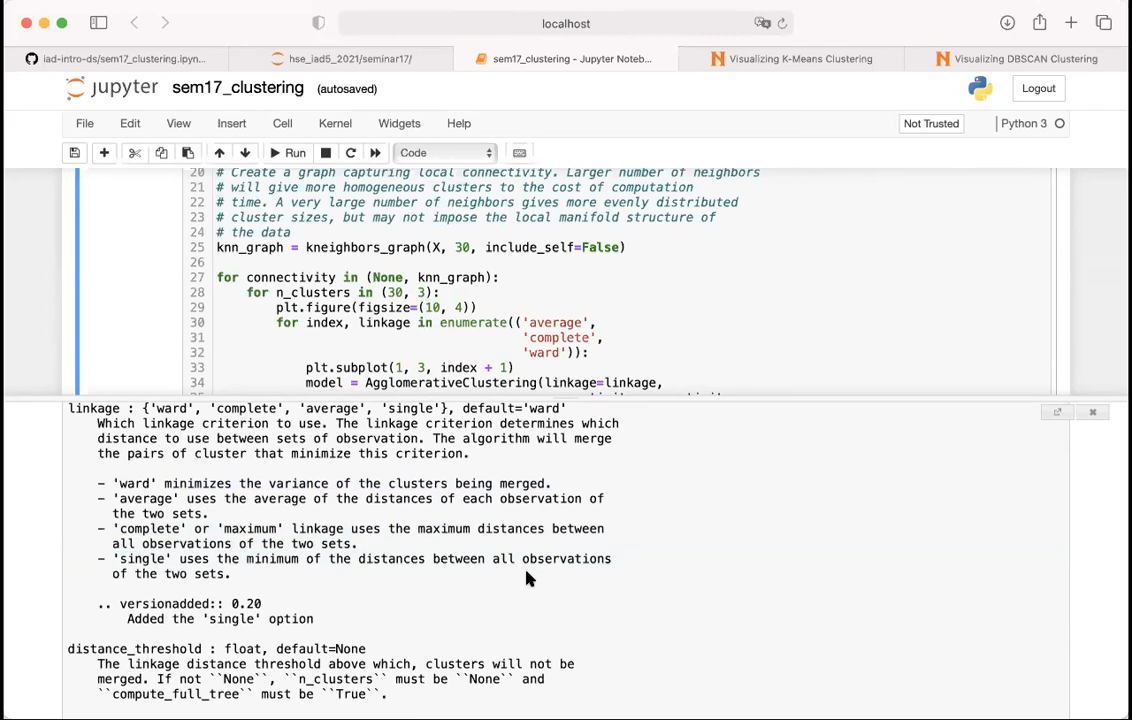 localhost
iad-intro-ds/sem17_clustering.ipyn...
hse_iad5_2021/seminar17/
sem17_clustering - Jupyter Noteb...
Visualizing K-Means Clustering
Visualizing DBSCAN Clustering
jupyter sem17_clustering (autosaved)
Logout
File Edit View Insert Cell Kernel Widgets Help
Not Trusted
Python 3
Run
Code
20 # Create a graph capturing local connectivity. Larger number of neighbors
21 # will give more homogeneous clusters to the cost of computation
22 # time. A very large number of neighbors gives more evenly distributed
23 # cluster sizes, but may not impose the local manifold structure of
24 # the data
25 knn_graph = kneighbors_graph(X, 30, include_self=False)
26
27 for connectivity in (None, knn_graph):
28 for n_clusters in (30, 3):
29 plt.figure(figsize=(10, 4))
30 for index, linkage in enumerate(('average',
31 'complete',
32 'ward')):
33 plt.subplot(1, 3, index + 1)
34 model = AgglomerativeClustering(linkage=linkage,
linkage : {'ward', 'complete', 'average', 'single'}, default='ward'
Which linkage criterion to use. The linkage criterion determines which
distance to use between sets of observation. The algorithm will merge
the pairs of cluster that minimize this criterion.
- 'ward' minimizes the variance of the clusters being merged.
- 'average' uses the average of the distances of each observation of
the two sets.
- 'complete' or 'maximum' linkage uses the maximum distances between
all observations of the two sets.
- 'single' uses the minimum of the distances between all observations
of the two sets.
.. versionadded:: 0.20
Added the 'single' option
distance_threshold : float, default=None
The linkage distance threshold above which, clusters will not be
merged. If not ``None``, ``n_clusters`` must be ``None`` and
``compute_full_tree`` must be ``True``.